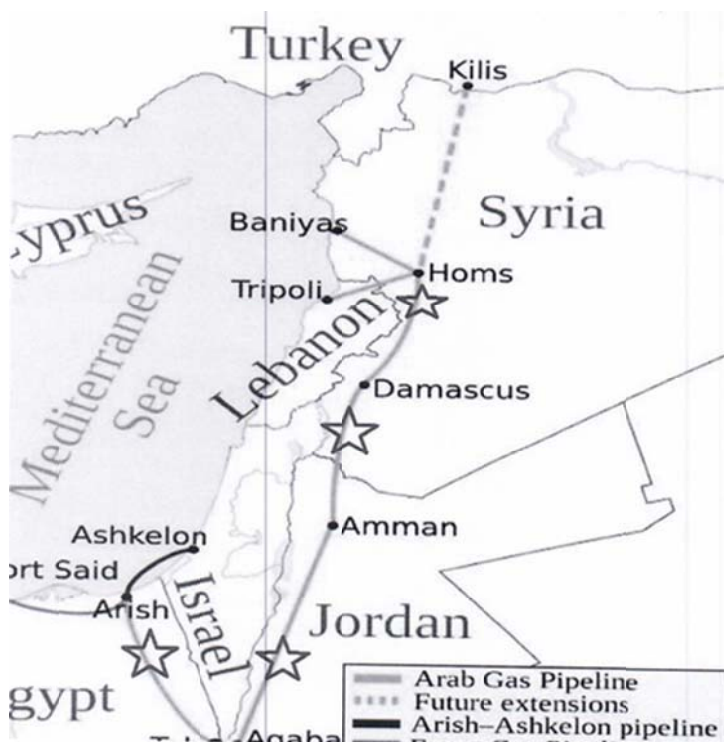 Turkey
Kilis
Cyprus
Syria
Baniyas
Homs
Tripoli
Mediterranean
Sea
Lebanon
Damascus
Ashkelon
Amman
ort Said
Arish
Israel
Jordan
gypt
Aqaba
Arab Gas Pipeline
Future extensions
Arish–Ashkelon pipeline